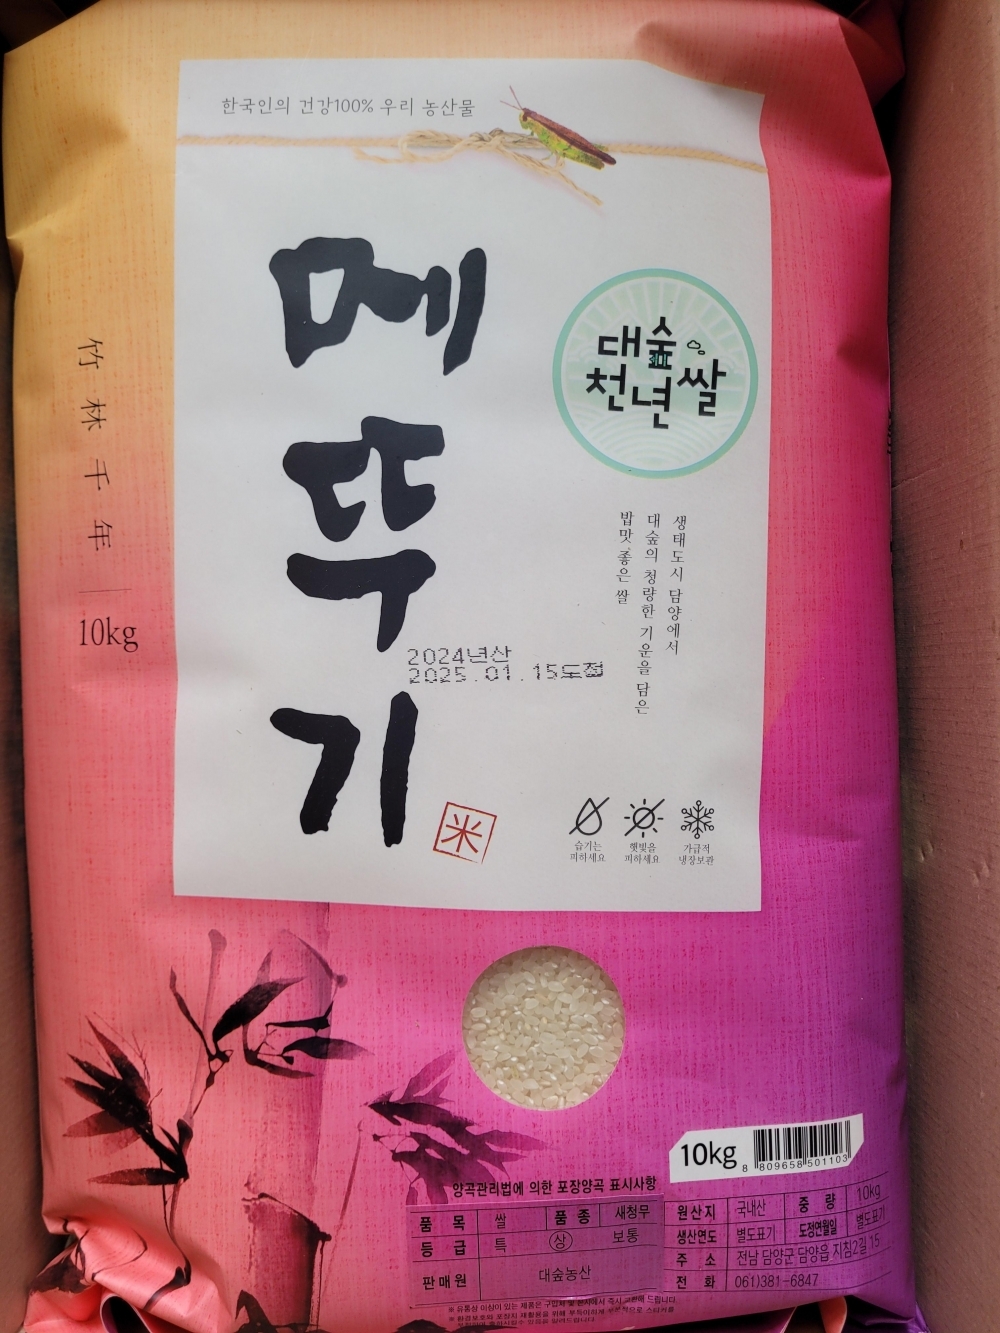 한국인의 건강100% 우리 농산물
메뚜기
대숲
천년쌀
생태도시 담양에서
대숲의 청량한 기운을 담은
밥맛 좋은 쌀
竹林千年
10kg
2024년산
2025.01.15도정
米
습기는
피하세요
햇빛을
피하세요
가급적
냉장보관
10kg
8 809658 501103
양곡관리법에 의한 포장양곡 표시사항
품 목 쌀 품 종 새청무
등 급 특 상 보통
판매원 대숲농산
원산지 국내산 중 량 10kg
생산연도 별도표기 도정연월일 별도표기
주 소 전남 담양군 담양읍 지침2길 15
전 화 061)381-6847